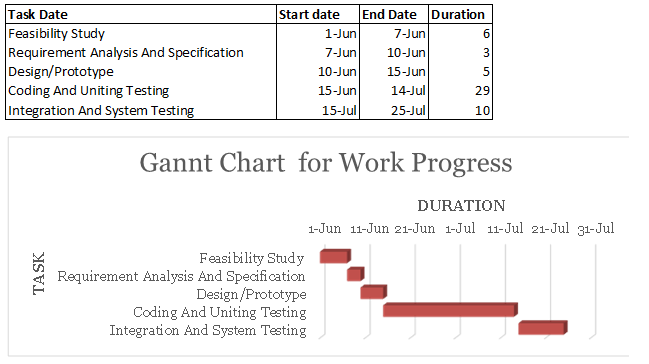 Task Date Start date End Date Duration
Feasibility Study 1-Jun 7-Jun 6
Requirement Analysis And Specification 7-Jun 10-Jun 3
Design/Prototype 10-Jun 15-Jun 5
Coding And Uniting Testing 15-Jun 14-Jul 29
Integration And System Testing 15-Jul 25-Jul 10
Gannt Chart for Work Progress
DURATION
1-Jun 11-Jun 21-Jun 1-Jul 11-Jul 21-Jul 31-Jul
TASK
Feasibility Study
Requirement Analysis And Specification
Design/Prototype
Coding And Uniting Testing
Integration And System Testing